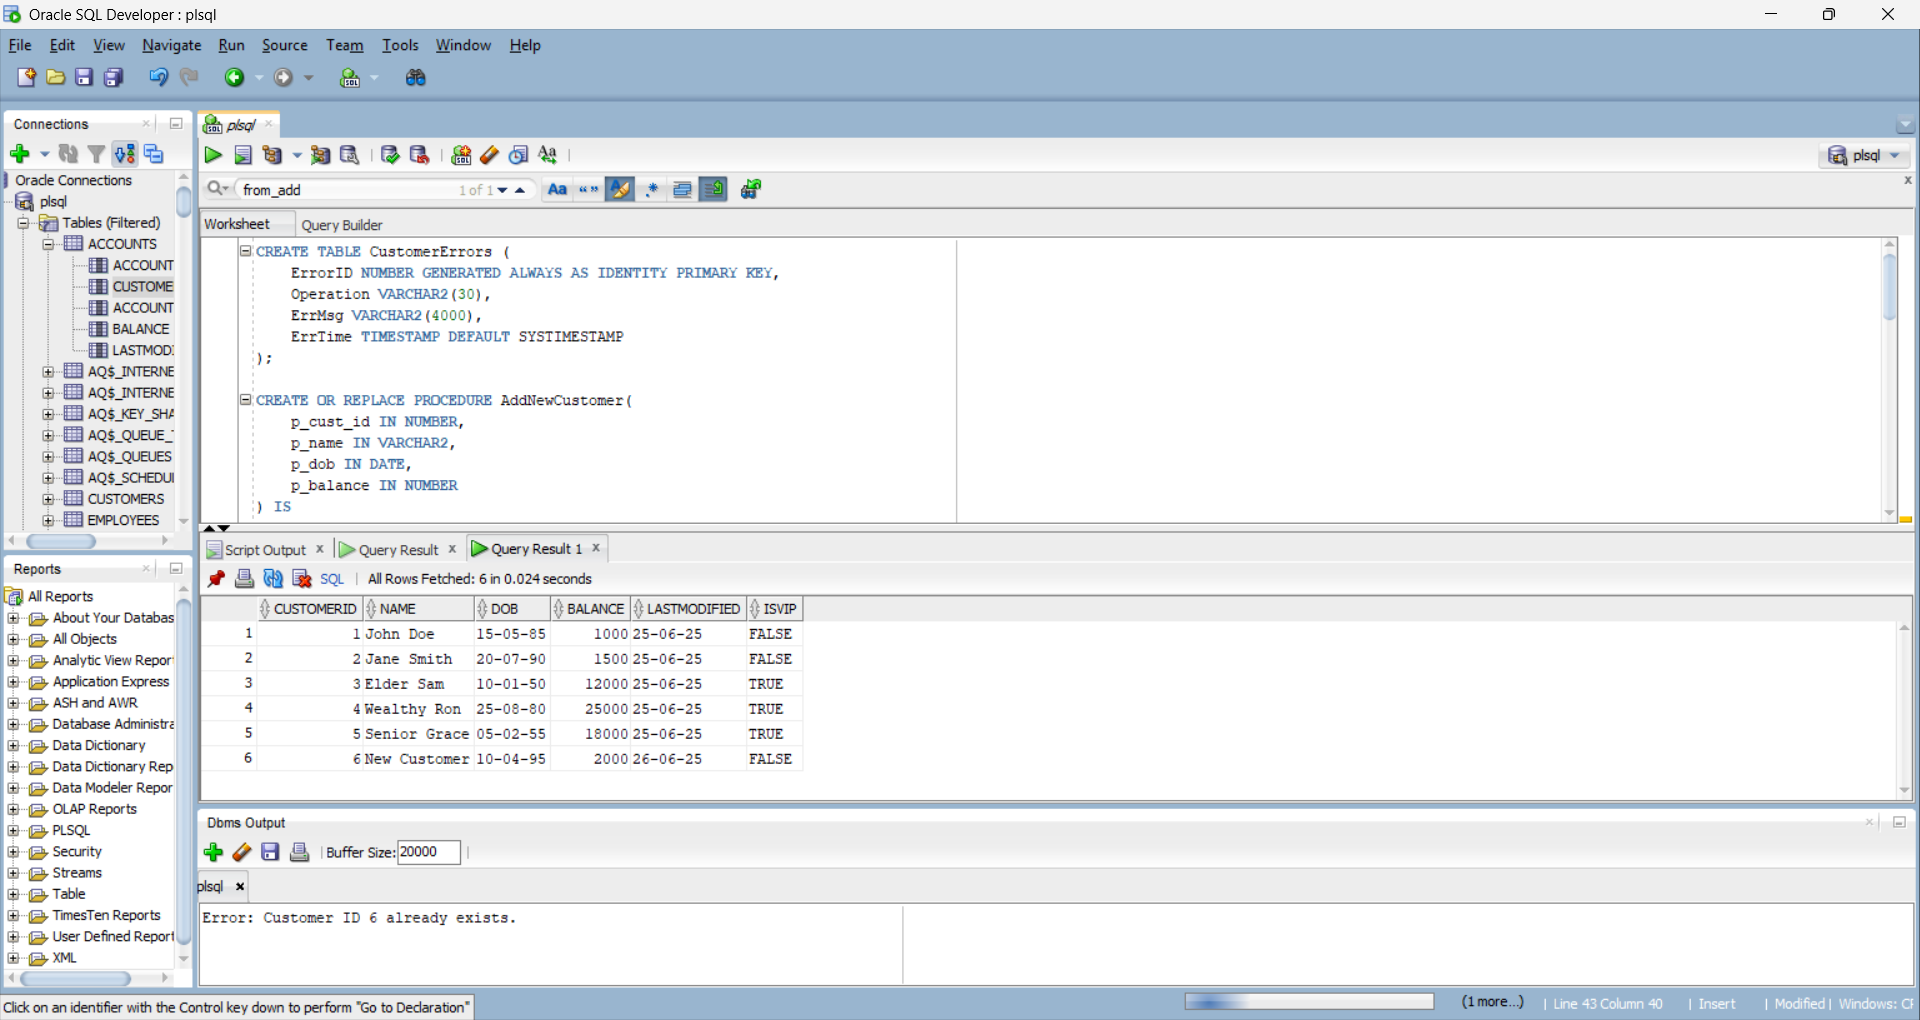 Oracle SQL Developer : plsql
File Edit View Navigate Run Source Team Tools Window Help
Connections
Oracle Connections
plsql
Tables (Filtered)
ACCOUNTS
ACCOUNT
CUSTOME
ACCOUNT
BALANCE
LASTMOD
AQ$_INTERNE
AQ$_INTERNE
AQ$_KEY_SHA
AQ$_QUEUE_T
AQ$_QUEUES
AQ$_SCHEDU
CUSTOMERS
EMPLOYEES
Reports
All Reports
About Your Databas
All Objects
Analytic View Repor
Application Express
ASH and AWR
Database Administra
Data Dictionary
Data Dictionary Rep
Data Modeler Repor
OLAP Reports
PLSQL
Security
Streams
Table
TimesTen Reports
User Defined Report
XML
plsql
plsql
from_add 1 of 1 Aa “ ” .*
Worksheet Query Builder
CREATE TABLE CustomerErrors (
ErrorID NUMBER GENERATED ALWAYS AS IDENTITY PRIMARY KEY,
Operation VARCHAR2(30),
ErrMsg VARCHAR2(4000),
ErrTime TIMESTAMP DEFAULT SYSTIMESTAMP
);
CREATE OR REPLACE PROCEDURE AddNewCustomer(
p_cust_id IN NUMBER,
p_name IN VARCHAR2,
p_dob IN DATE,
p_balance IN NUMBER
) IS
Script Output x Query Result x Query Result 1 x
SQL | All Rows Fetched: 6 in 0.024 seconds
CUSTOMERID NAME DOB BALANCE LASTMODIFIED ISVIP
1 1 John Doe 15-05-85 1000 25-06-25 FALSE
2 2 Jane Smith 20-07-90 1500 25-06-25 FALSE
3 3 Elder Sam 10-01-50 12000 25-06-25 TRUE
4 4 Wealthy Ron 25-08-80 25000 25-06-25 TRUE
5 5 Senior Grace 05-02-55 18000 25-06-25 TRUE
6 6 New Customer 10-04-95 2000 26-06-25 FALSE
Dbms Output
Buffer Size: 20000
plsql x
Error: Customer ID 6 already exists.
Click on an identifier with the Control key down to perform "Go to Declaration"
(1 more...) | Line 43 Column 40 | Insert | Modified | Windows: CF